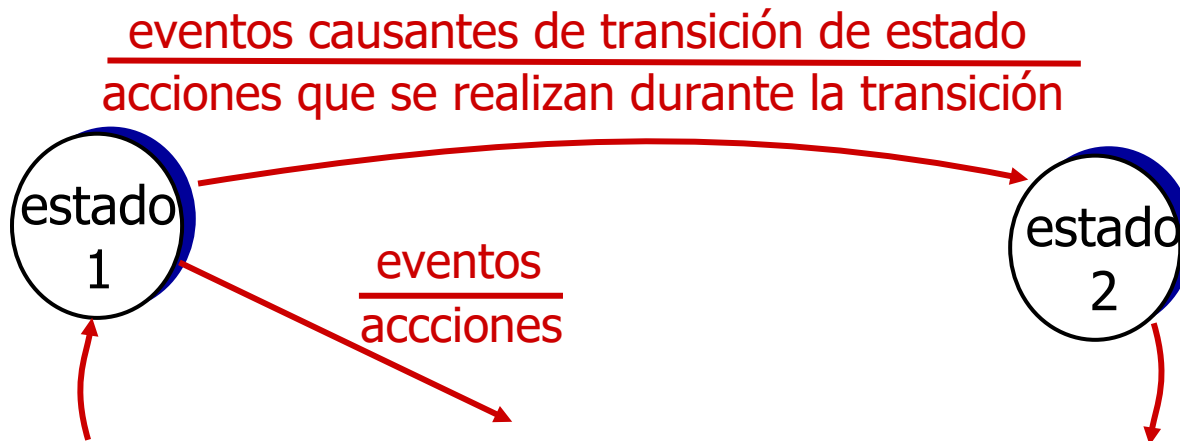 eventos causantes de transición de estado
acciones que se realizan durante la transición
estado
1
estado
2
eventos
accciones